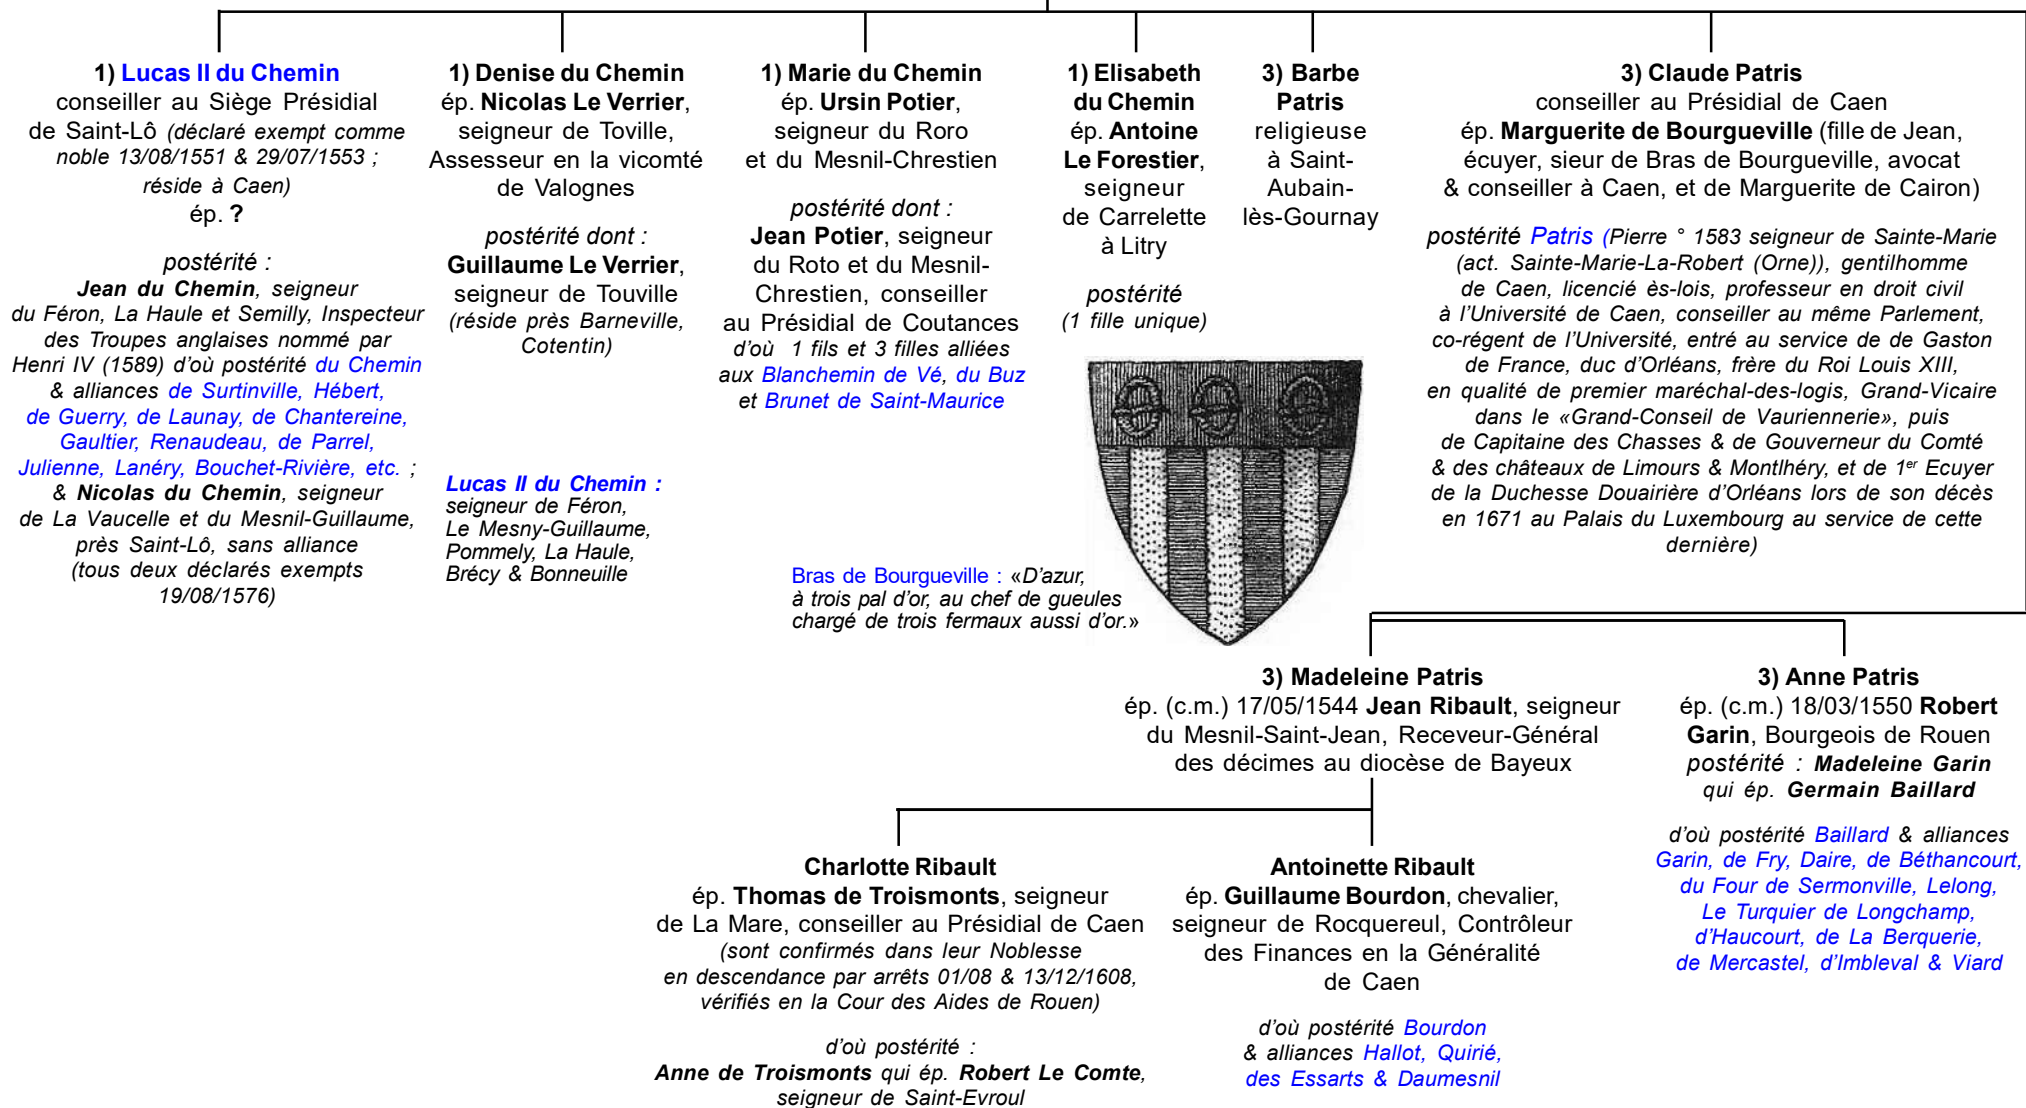 1) Lucas II du Chemin
conseiller au Siège Présidial
de Saint-Lô (déclaré exempt comme
noble 13/08/1551 & 29/07/1553 ;
réside à Caen)
ép. ?
postérité :
Jean du Chemin, seigneur
du Féron, La Haule et Semilly, Inspecteur
des Troupes anglaises nommé par
Henri IV (1589) d'où postérité du Chemin
& alliances de Surtinville, Hébert,
de Guerry, de Launay, de Chantereine,
Gaultier, Renaudeau, de Parrel,
Julienne, Lanéry, Bouchet-Rivière, etc. ;
& Nicolas du Chemin, seigneur
de La Vaucelle et du Mesnil-Guillaume,
près Saint-Lô, sans alliance
(tous deux déclarés exempts
19/08/1576)
1) Denise du Chemin
ép. Nicolas Le Verrier,
seigneur de Toville,
Assesseur en la vicomté
de Valognes
postérité dont :
Guillaume Le Verrier,
seigneur de Touville
(réside près Barneville,
Cotentin)
Lucas II du Chemin :
seigneur de Féron,
Le Mesny-Guillaume,
Pommely, La Haule,
Brécy & Bonneuille
1) Marie du Chemin
ép. Ursin Potier,
seigneur du Roro
et du Mesnil-Chrestien
postérité dont :
Jean Potier, seigneur
du Roto et du Mesnil-
Chrestien, conseiller
au Présidial de Coutances
d'où 1 fils et 3 filles alliées
aux Blanchemin de Vé, du Buz
et Brunet de Saint-Maurice
Bras de Bourgueville : «D'azur,
à trois pal d'or, au chef de gueules
chargé de trois fermaux aussi d'or.»
1) Elisabeth
du Chemin
ép. Antoine
Le Forestier,
seigneur
de Carrelette
à Litry
postérité
(1 fille unique)
3) Barbe
Patris
religieuse
à Saint-
Aubain-
lès-Gournay
3) Claude Patris
conseiller au Présidial de Caen
ép. Marguerite de Bourgueville (fille de Jean,
écuyer, sieur de Bras de Bourgueville, avocat
& conseiller à Caen, et de Marguerite de Cairon)
postérité Patris (Pierre ° 1583 seigneur de Sainte-Marie
(act. Sainte-Marie-La-Robert (Orne)), gentilhomme
de Caen, licencié ès-lois, professeur en droit civil
à l'Université de Caen, conseiller au même Parlement,
co-régent de l'Université, entré au service de de Gaston
de France, duc d'Orléans, frère du Roi Louis XIII,
en qualité de premier maréchal-des-logis, Grand-Vicaire
dans le «Grand-Conseil de Vauriennerie», puis
de Capitaine des Chasses & de Gouverneur du Comté
& des châteaux de Limours & Montlhéry, et de 1er Ecuyer
de la Duchesse Douairière d'Orléans lors de son décès
en 1671 au Palais du Luxembourg au service de cette
dernière)
3) Madeleine Patris
ép. (c.m.) 17/05/1544 Jean Ribault, seigneur
du Mesnil-Saint-Jean, Receveur-Général
des décimes au diocèse de Bayeux
3) Anne Patris
ép. (c.m.) 18/03/1550 Robert
Garin, Bourgeois de Rouen
postérité : Madeleine Garin
qui ép. Germain Baillard
d'où postérité Baillard & alliances
Garin, de Fry, Daire, de Béthancourt,
du Four de Sermonville, Lelong,
Le Turquier de Longchamp,
d'Haucourt, de La Berquerie,
de Mercastel, d'Imbleval & Viard
Charlotte Ribault
ép. Thomas de Troismonts, seigneur
de La Mare, conseiller au Présidial de Caen
(sont confirmés dans leur Noblesse
en descendance par arrêts 01/08 & 13/12/1608,
vérifiés en la Cour des Aides de Rouen)
d'où postérité :
Anne de Troismonts qui ép. Robert Le Comte,
seigneur de Saint-Evroul
Antoinette Ribault
ép. Guillaume Bourdon, chevalier,
seigneur de Rocquereul, Contrôleur
des Finances en la Généralité
de Caen
d'où postérité Bourdon
& alliances Hallot, Quirié,
des Essarts & Daumesnil